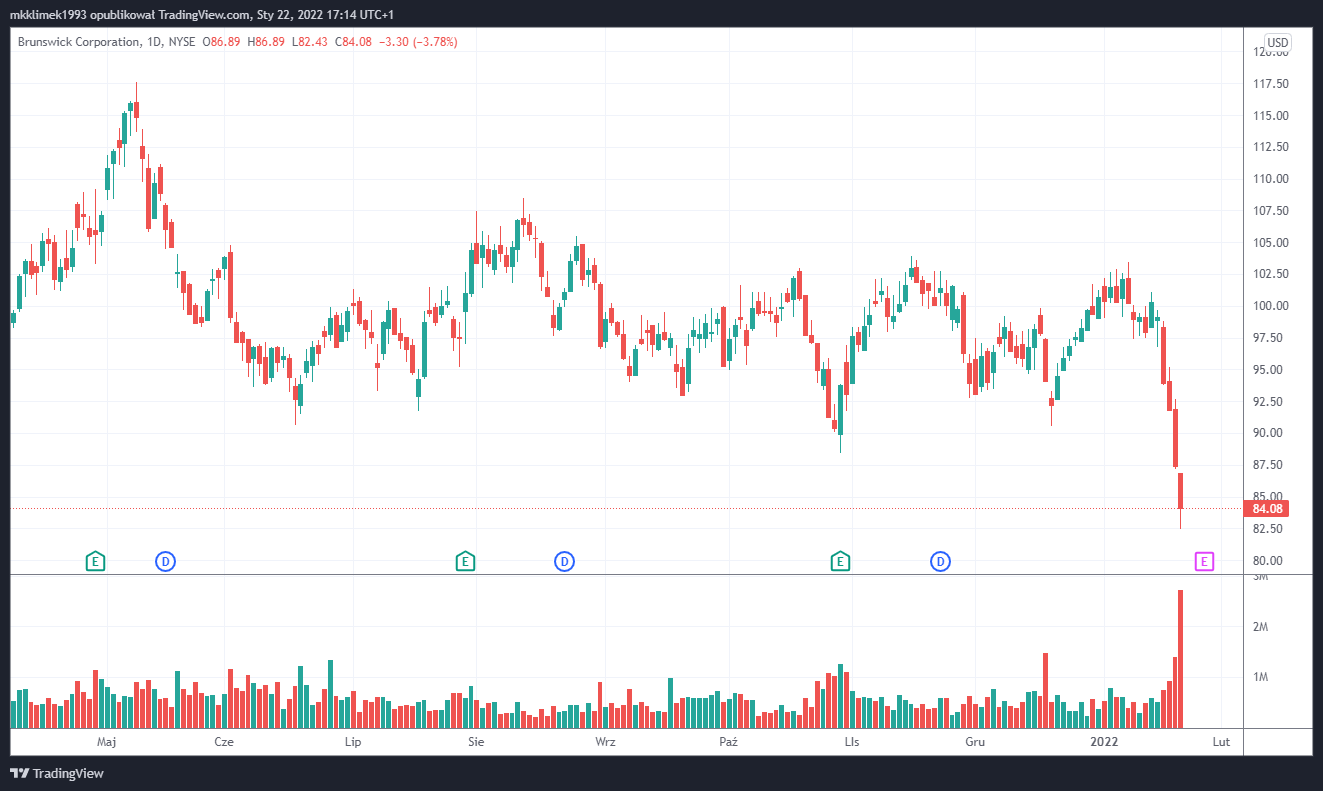 mkklimek1993 opublikował TradingView.com, Sty 22, 2022 17:14 UTC+1
Brunswick Corporation, 1D, NYSE O86.89 H86.89 L82.43 C84.08 −3.30 (−3.78%)
USD
120.00
117.50
115.00
112.50
110.00
107.50
105.00
102.50
100.00
97.50
95.00
92.50
90.00
87.50
85.00
84.08
82.50
80.00
E D E D E D E
3M
2M
1M
Maj Cze Lip Sie Wrz Paź LIs Gru 2022 Lut
TradingView